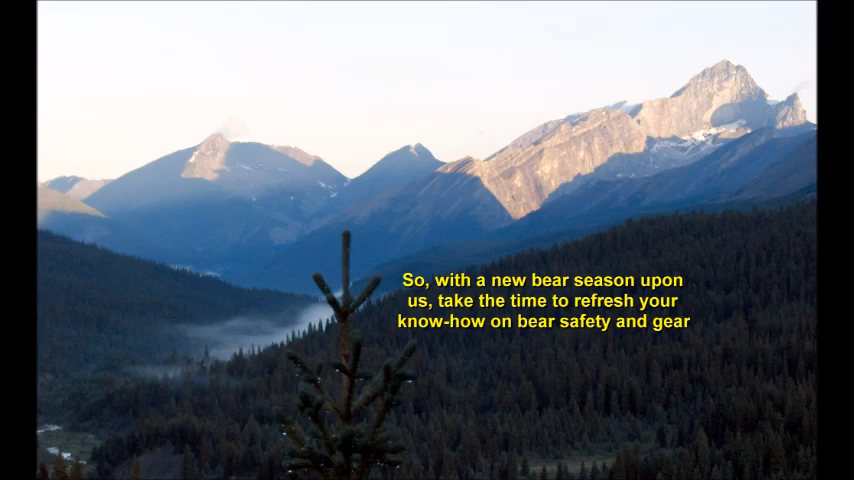 So, with a new bear season upon
us, take the time to refresh your
know-how on bear safety and gear